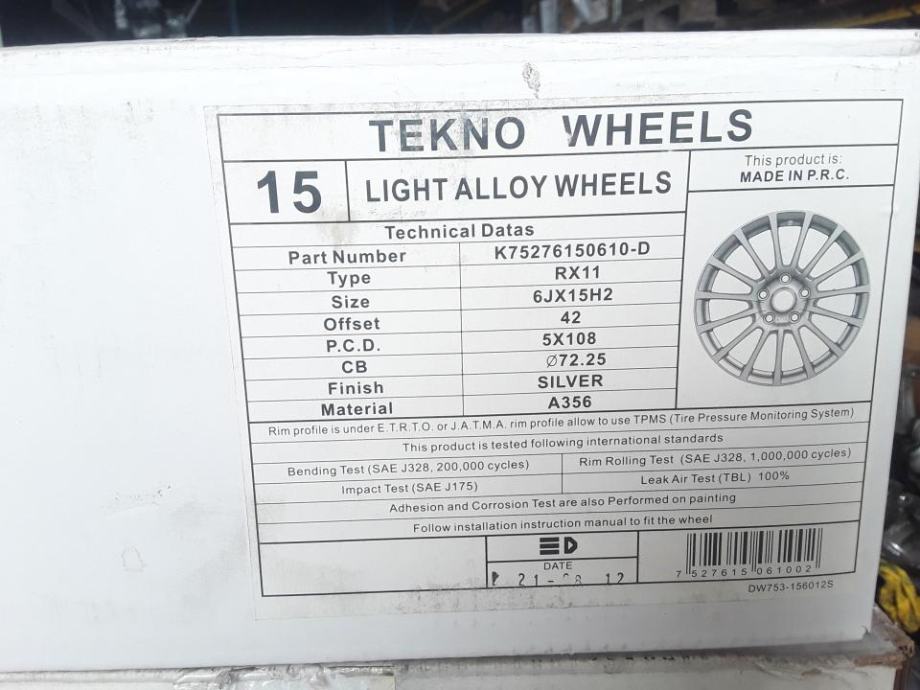 TEKNO WHEELS
15 LIGHT ALLOY WHEELS
This product is:
MADE IN P.R.C.
Technical Datas
Part Number K75276150610-D
Type RX11
Size 6JX15H2
Offset 42
P.C.D. 5X108
CB Ø72.25
Finish SILVER
Material A356
Rim profile is under E.T.R.T.O. or J.A.T.M.A. rim profile allow to use TPMS (Tire Pressure Monitoring System)
This product is tested following international standards
Bending Test (SAE J328, 200,000 cycles) Rim Rolling Test (SAE J328, 1,000,000 cycles)
Impact Test (SAE J175) Leak Air Test (TBL) 100%
Adhesion and Corrosion Test are also Performed on painting
Follow installation instruction manual to fit the wheel
DATE
7 527615 061002
DW753-156012S